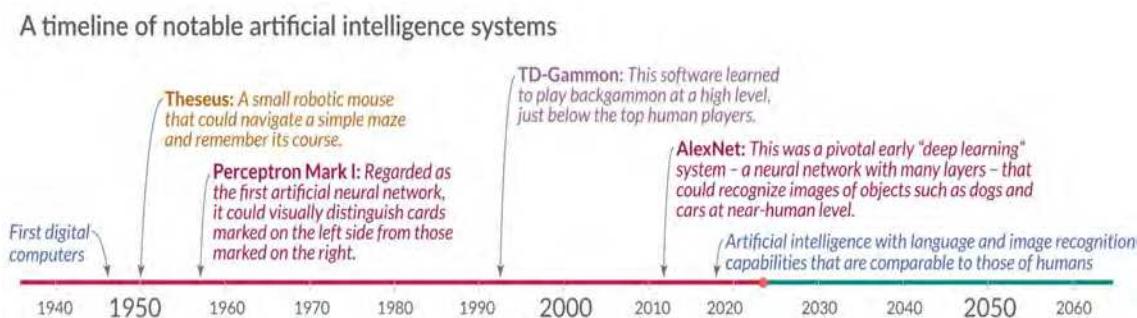 A timeline of notable artificial intelligence systems
TD-Gammon: This software learned
to play backgammon at a high level,
just below the top human players.
Theseus: A small robotic mouse
that could navigate a simple maze
and remember its course.
AlexNet: This was a pivotal early "deep learning"
system – a neural network with many layers – that
could recognize images of objects such as dogs and
cars at near-human level.
Perceptron Mark I: Regarded as
the first artificial neural network,
it could visually distinguish cards
marked on the left side from those
marked on the right.
First digital
computers
Artificial intelligence with language and image recognition
capabilities that are comparable to those of humans
1940 1950 1960 1970 1980 1990 2000 2010 2020 2030 2040 2050 2060